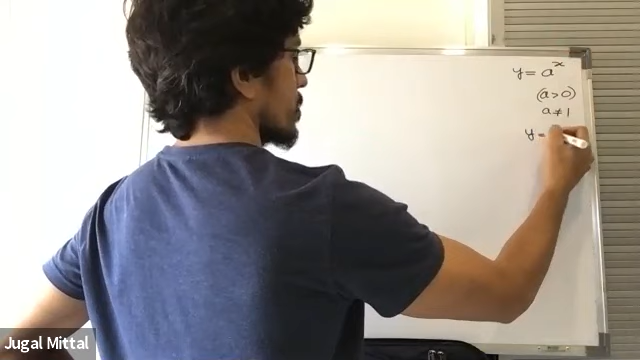 y = a^x
(a > 0)
a ≠ 1
y =
Jugal Mittal